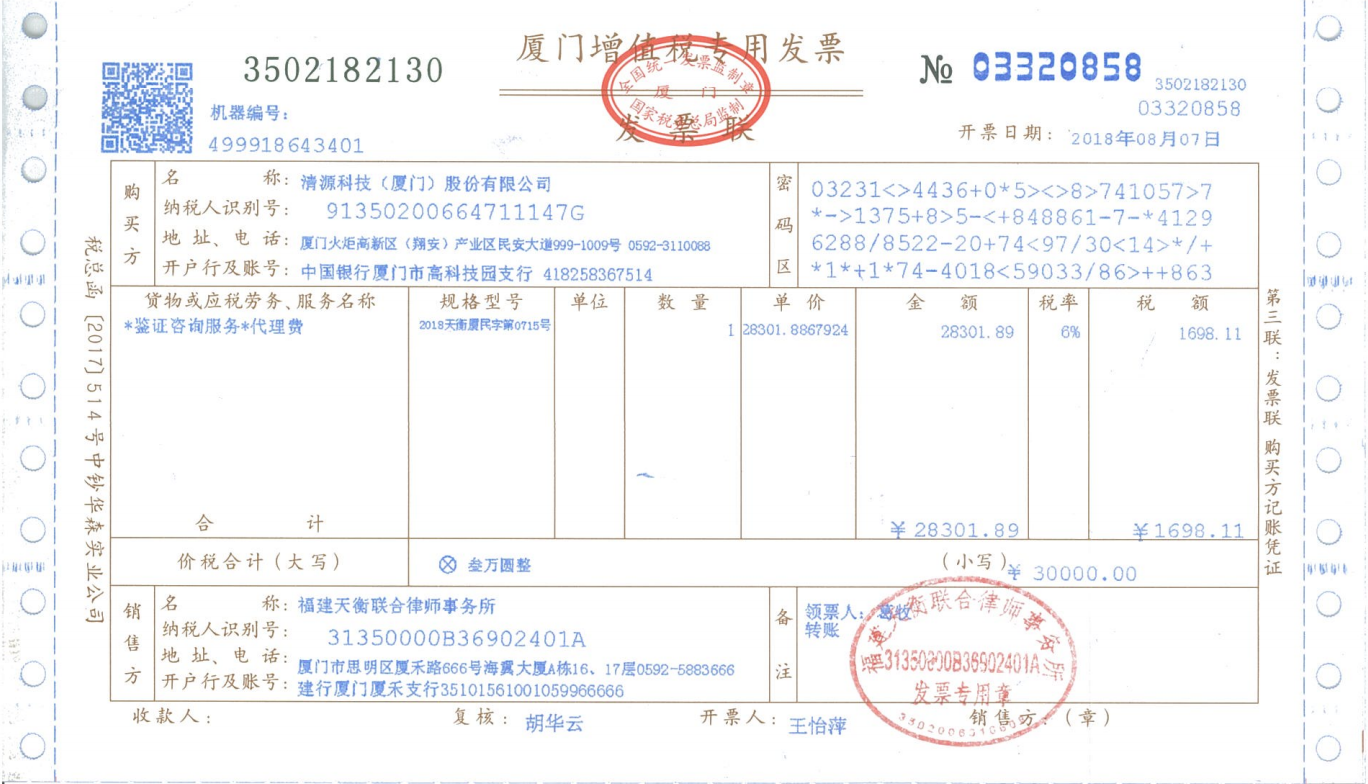 厦门增值税专用发票
发票联
全国统一发票监制章
厦门
国家税务总局监制
3502182130
№ 03320858
3502182130
03320858
机器编号：
499918643401
开票日期： 2018年08月07日
购买方
名称：清源科技（厦门）股份有限公司
纳税人识别号： 91350200664711147G
地址、电话：厦门火炬高新区（翔安）产业区民安大道999-1009号 0592-3110088
开户行及账号：中国银行厦门市高科技园支行 418258367514
密码区
03231<>4436+0*5><>8>741057>7
*->1375+8>5-<+848861-7-*4129
6288/8522-20+74<97/30<14>*/+
*1*+1*74-4018<59033/86>++863
货物或应税劳务、服务名称 规格型号 单位 数量 单价 金额 税率 税额
*鉴证咨询服务*代理费 2018天衡厦民字第0715号 1 28301.8867924 28301.89 6% 1698.11
合计 ￥28301.89 ￥1698.11
价税合计（大写） ⊗ 叁万圆整 （小写）￥30000.00
销售方
名称：福建天衡联合律师事务所
纳税人识别号： 31350000B36902401A
地址、电话：厦门市思明区厦禾路666号海翼大厦A栋16、17层0592-5883666
开户行及账号：建行厦门厦禾支行35101561001059966666
备注
领票人：
转账
福建天衡联合律师事务所
31350000B36902401A
发票专用章
收款人： 复核：胡华云 开票人：王怡萍 销售方：（章）
税总函〔2017〕514号中钞华森实业公司
第三联：发票联 购买方记账凭证